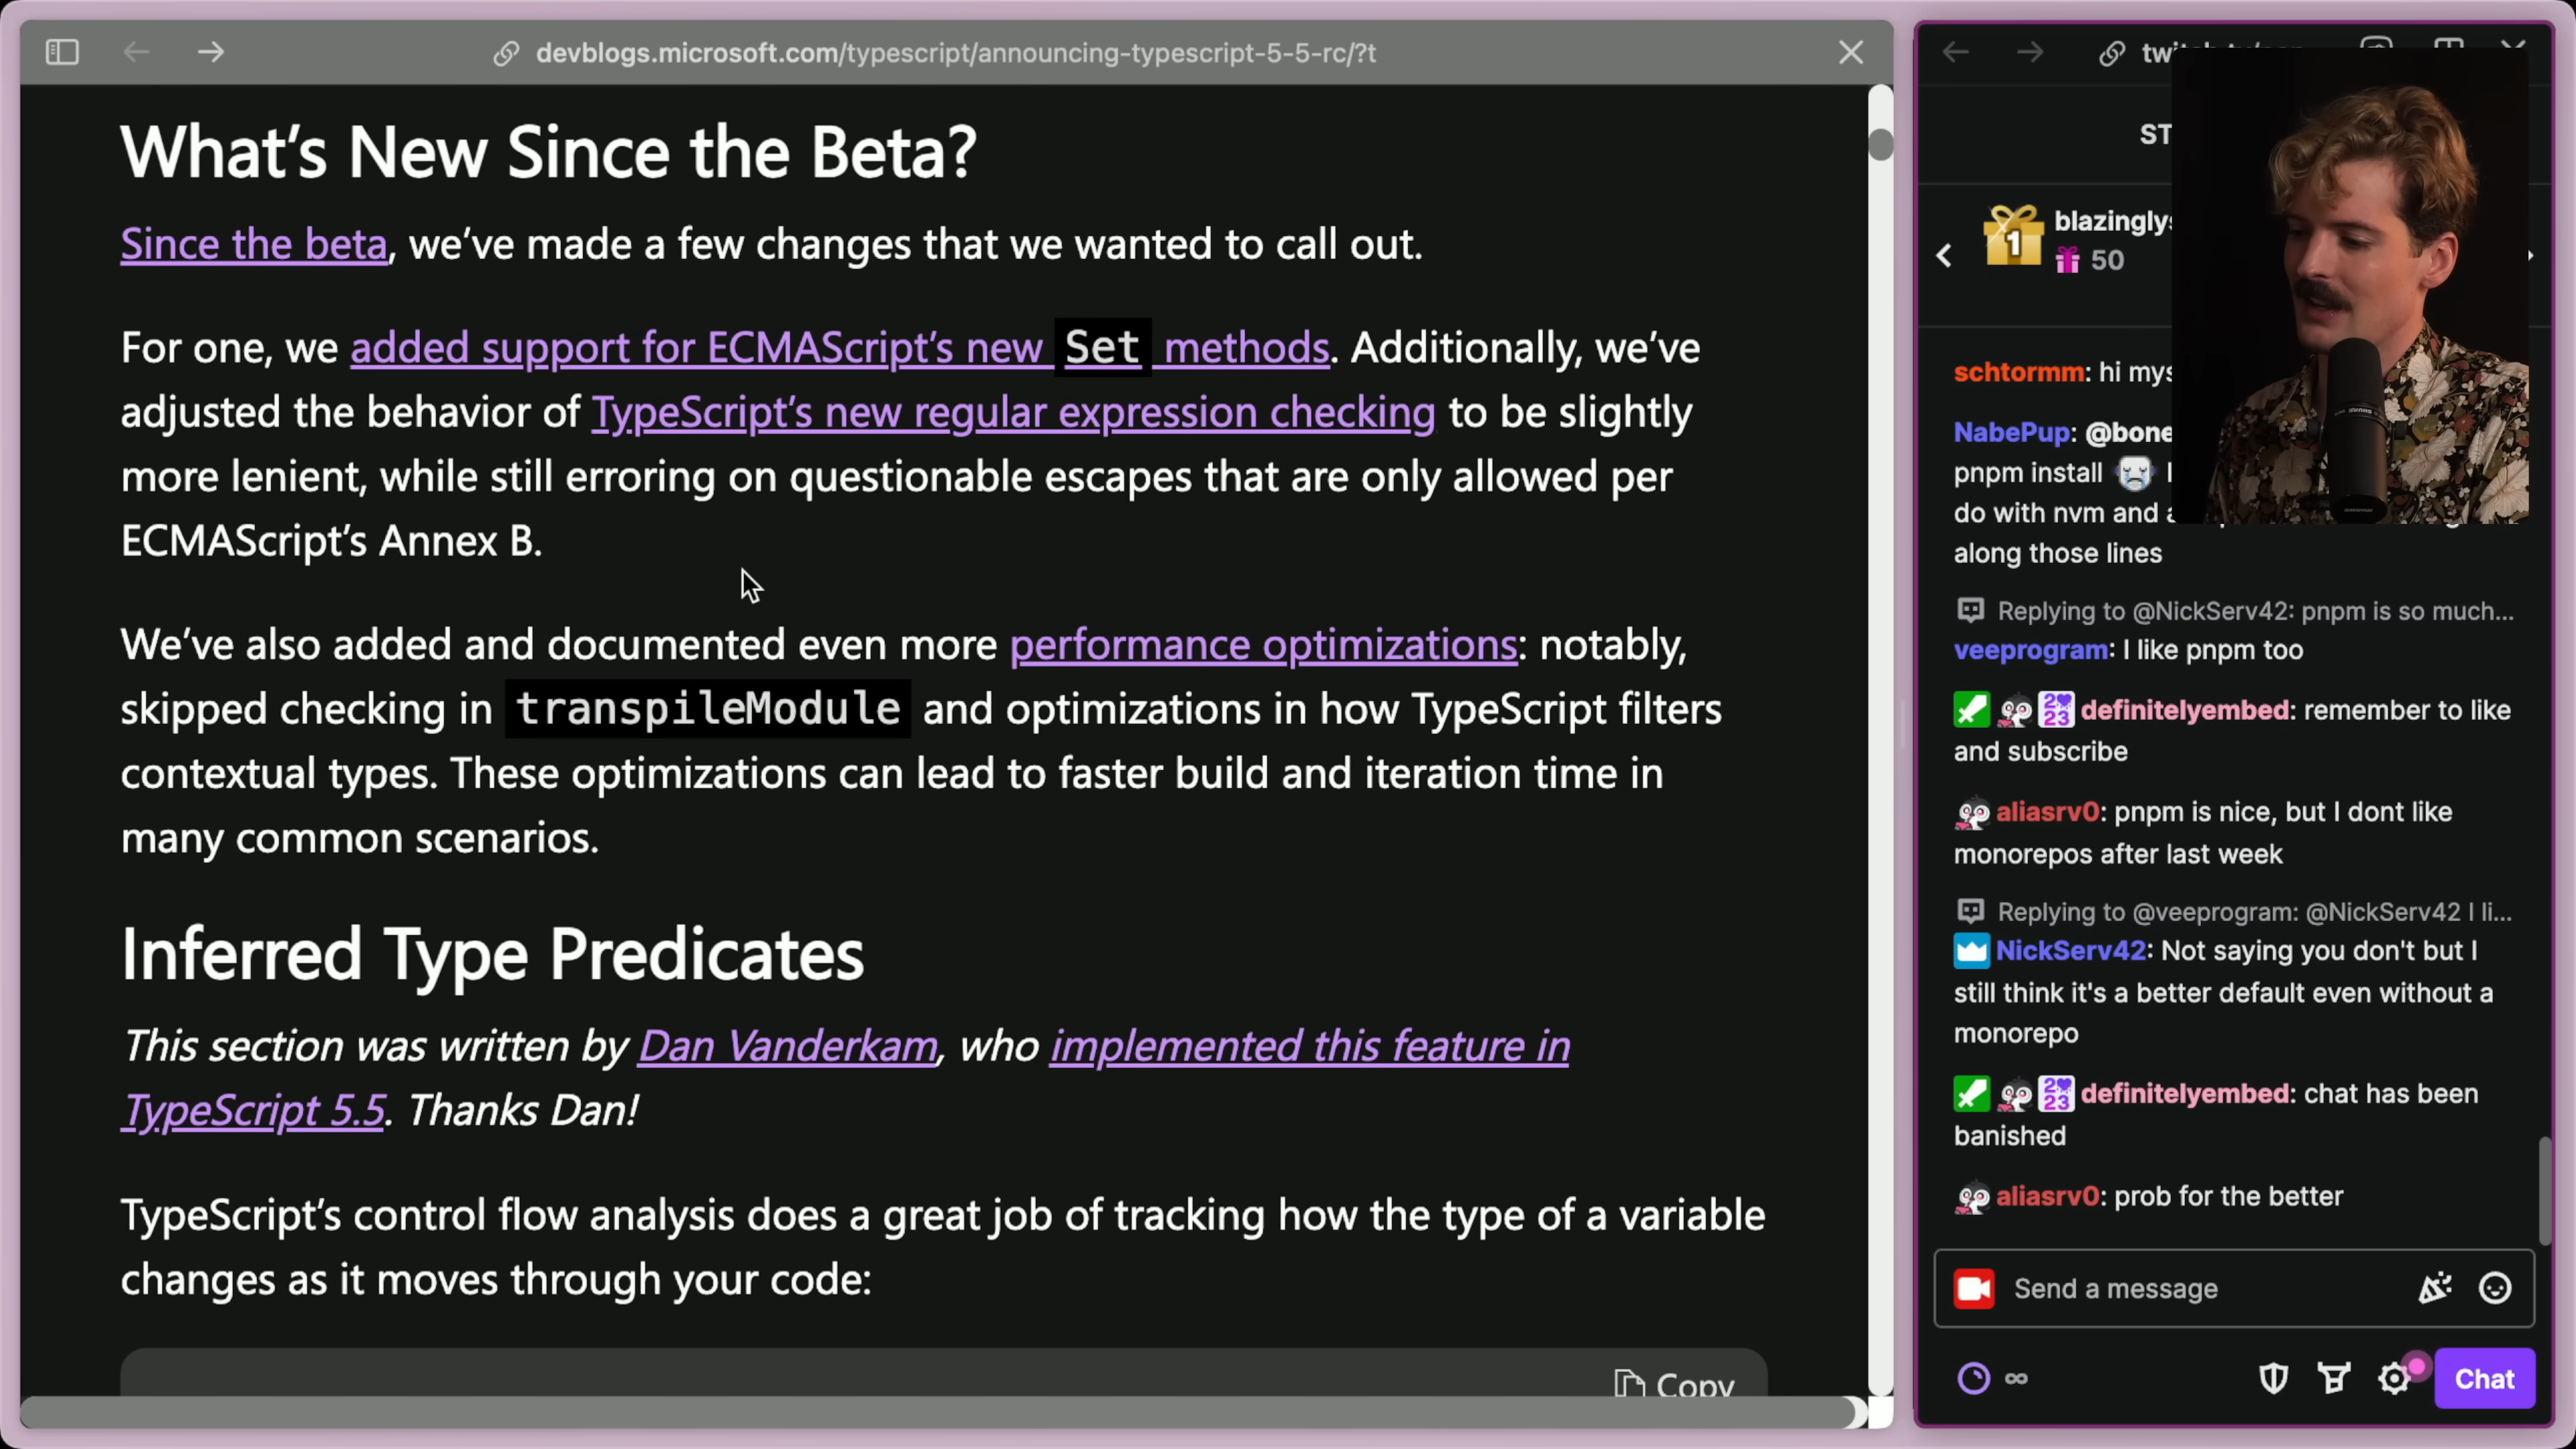 devblogs.microsoft.com/typescript/announcing-typescript-5-5-rc/?t
What's New Since the Beta?
Since the beta, we've made a few changes that we wanted to call out.
For one, we added support for ECMAScript's new Set methods. Additionally, we've
adjusted the behavior of TypeScript's new regular expression checking to be slightly
more lenient, while still erroring on questionable escapes that are only allowed per
ECMAScript's Annex B.
We've also added and documented even more performance optimizations: notably,
skipped checking in transpileModule and optimizations in how TypeScript filters
contextual types. These optimizations can lead to faster build and iteration time in
many common scenarios.
Inferred Type Predicates
This section was written by Dan Vanderkam, who implemented this feature in
TypeScript 5.5. Thanks Dan!
TypeScript's control flow analysis does a great job of tracking how the type of a variable
changes as it moves through your code:
Copy
ST
1
blazingly
50
schtormm: hi mys
NabePup: @bone
pnpm install
do with nvm and
along those lines
Replying to @NickServ42: pnpm is so much...
veeprogram: I like pnpm too
definitelyembed: remember to like
and subscribe
aliasrv0: pnpm is nice, but I dont like
monorepos after last week
Replying to @veeprogram: @NickServ42 I li...
NickServ42: Not saying you don't but I
still think it's a better default even without a
monorepo
definitelyembed: chat has been
banished
aliasrv0: prob for the better
Send a message
∞
Chat